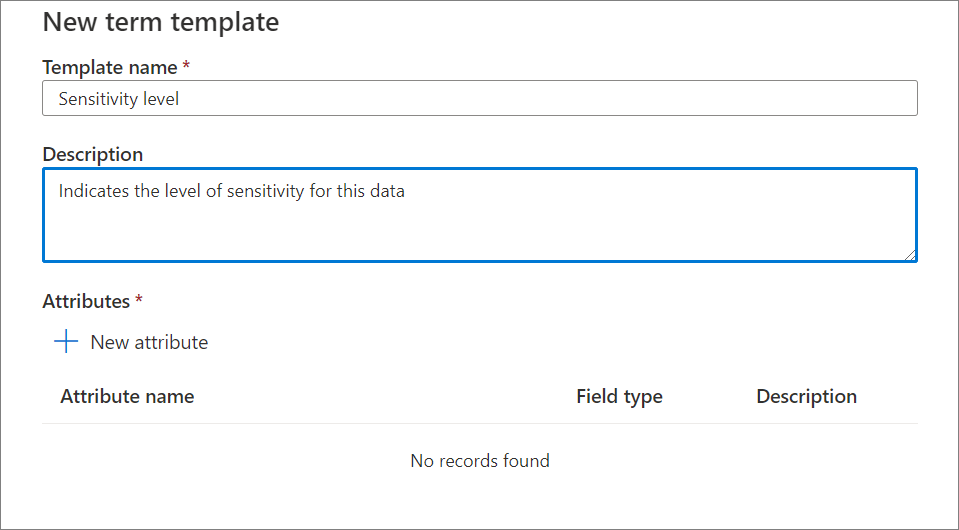 New term template
Template name *
Sensitivity level
Description
Indicates the level of sensitivity for this data
Attributes *
New attribute
Attribute name Field type Description
No records found